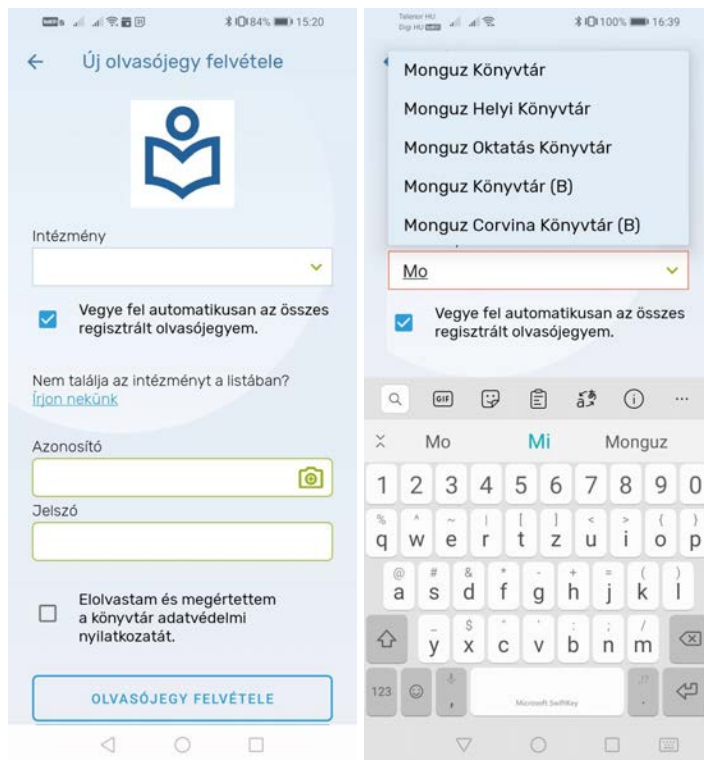 84% 15:20
Új olvasójegy felvétele
Intézmény
Vegye fel automatikusan az összes
regisztrált olvasójegyem.
Nem találja az intézményt a listában?
Írjon nekünk
Azonosító
Jelszó
Elolvastam és megértettem
a könyvtár adatvédelmi
nyilatkozatát.
OLVASÓJEGY FELVÉTELE
Telenor HU
Digi HU
100% 16:39
Monguz Könyvtár
Monguz Helyi Könyvtár
Monguz Oktatás Könyvtár
Monguz Könyvtár (B)
Monguz Corvina Könyvtár (B)
Mo
Vegye fel automatikusan az összes
regisztrált olvasójegyem.
GIF
Mo Mi Monguz
1 2 3 4 5 6 7 8 9 0
% ^ ~ | [ ] < > { }
q w e r t z u i o p
@ # & * - + = ( )
a s d f g h j k l
_ $ " ' : ; /
y x c v b n m
123 , Microsoft SwiftKey .